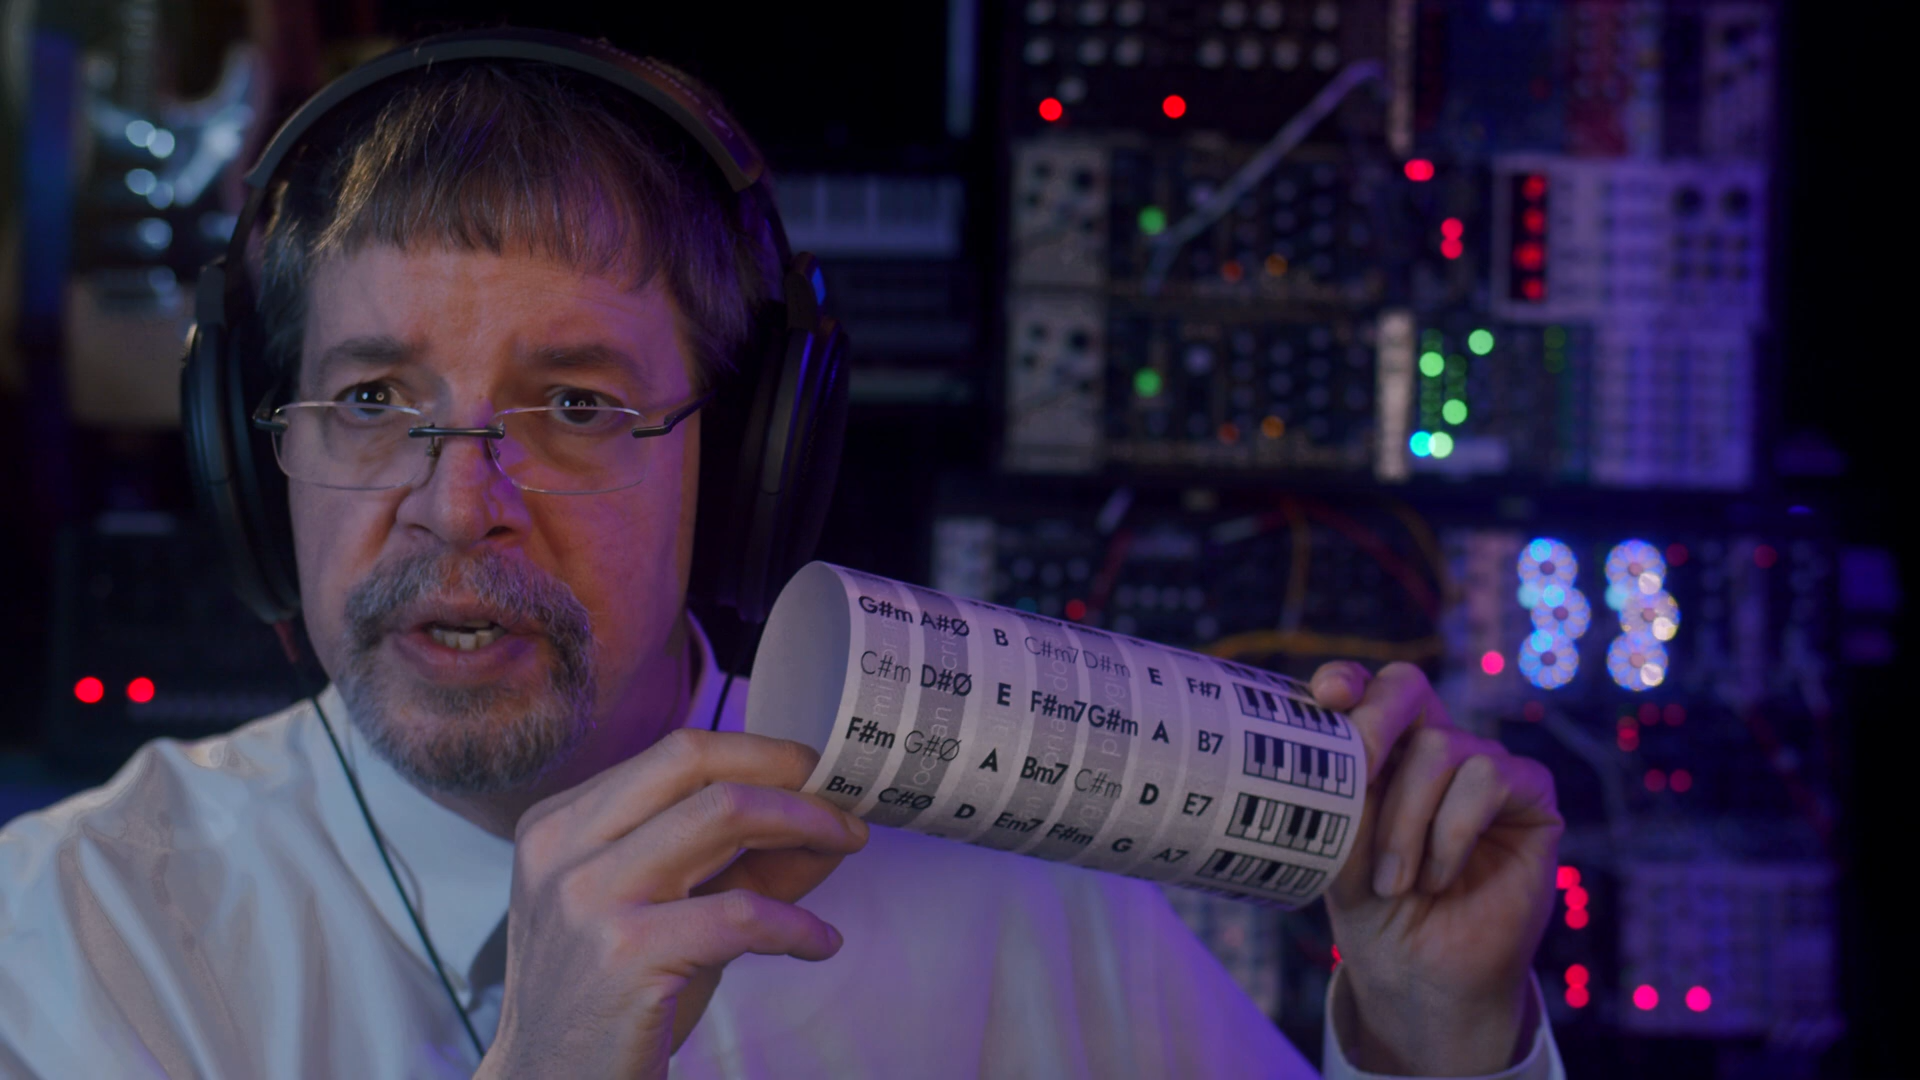 G#m A#Ø B C#m7 D#m E F#7
C#m D#Ø E F#m7 G#m A B7
F#m G#Ø A Bm7 C#m D E7
Bm C#Ø D Em7 F#m G A7